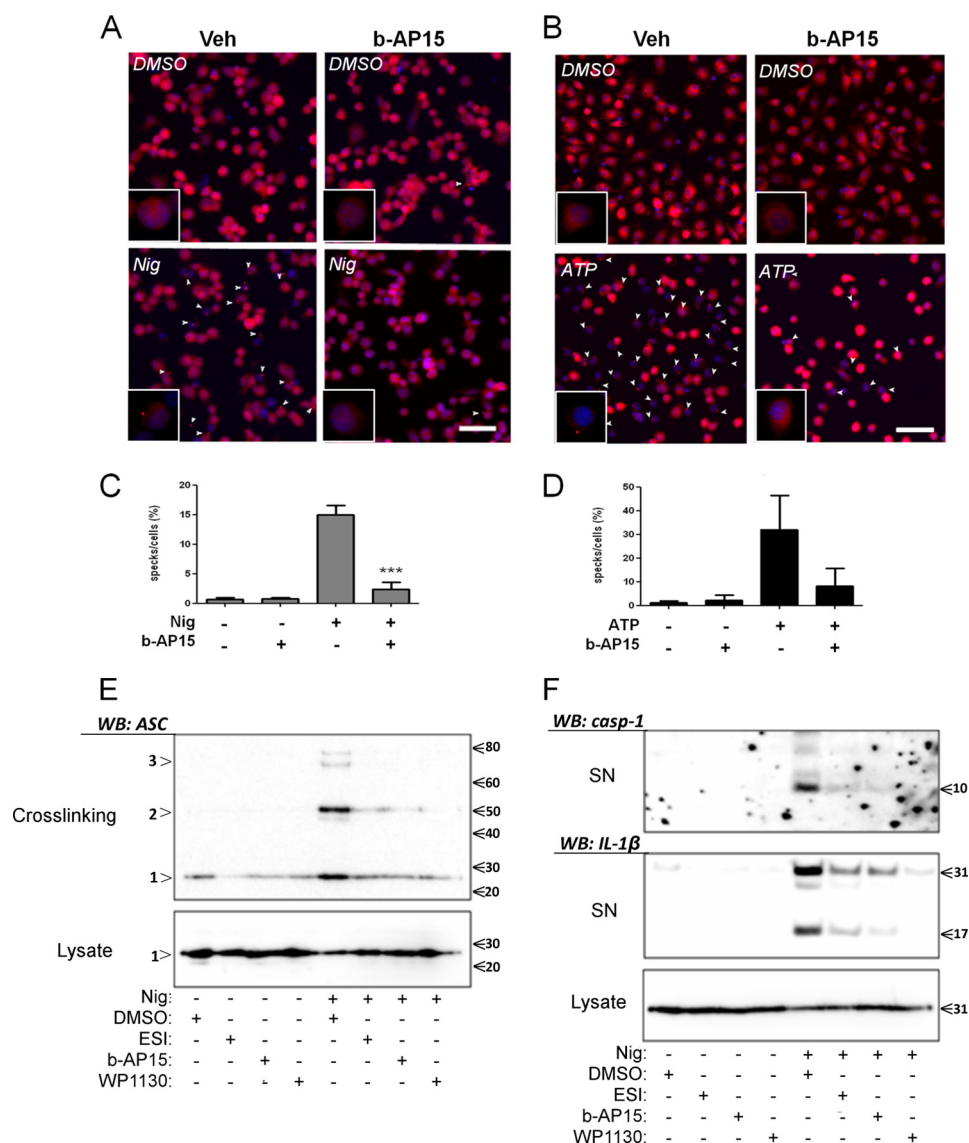 A
Veh b-AP15
DMSO DMSO
Nig Nig
B
Veh b-AP15
DMSO DMSO
ATP ATP
C
specks/cells (%)
20
15
10
5
0
***
Nig - - + +
b-AP15 - + - +
D
specks/cells (%)
50
40
30
20
10
0
ATP - - + +
b-AP15 - + - +
E
WB: ASC
Crosslinking
3> 2> 1>
80
60
50
40
30
20
Lysate 1>
30
20
Nig: - - - - + + + +
DMSO: + - - - + - - -
ESI: - + - - - + - -
b-AP15: - - + - - - + -
WP1130: - - - + - - - +
F
WB: casp-1
SN 10
WB: IL-1β
SN 31
17
Lysate 31
Nig: - - - - + + + +
DMSO: + - - - + - - -
ESI: - + - - - + - -
b-AP15: - - + - - - + -
WP1130: - - - + - - - +